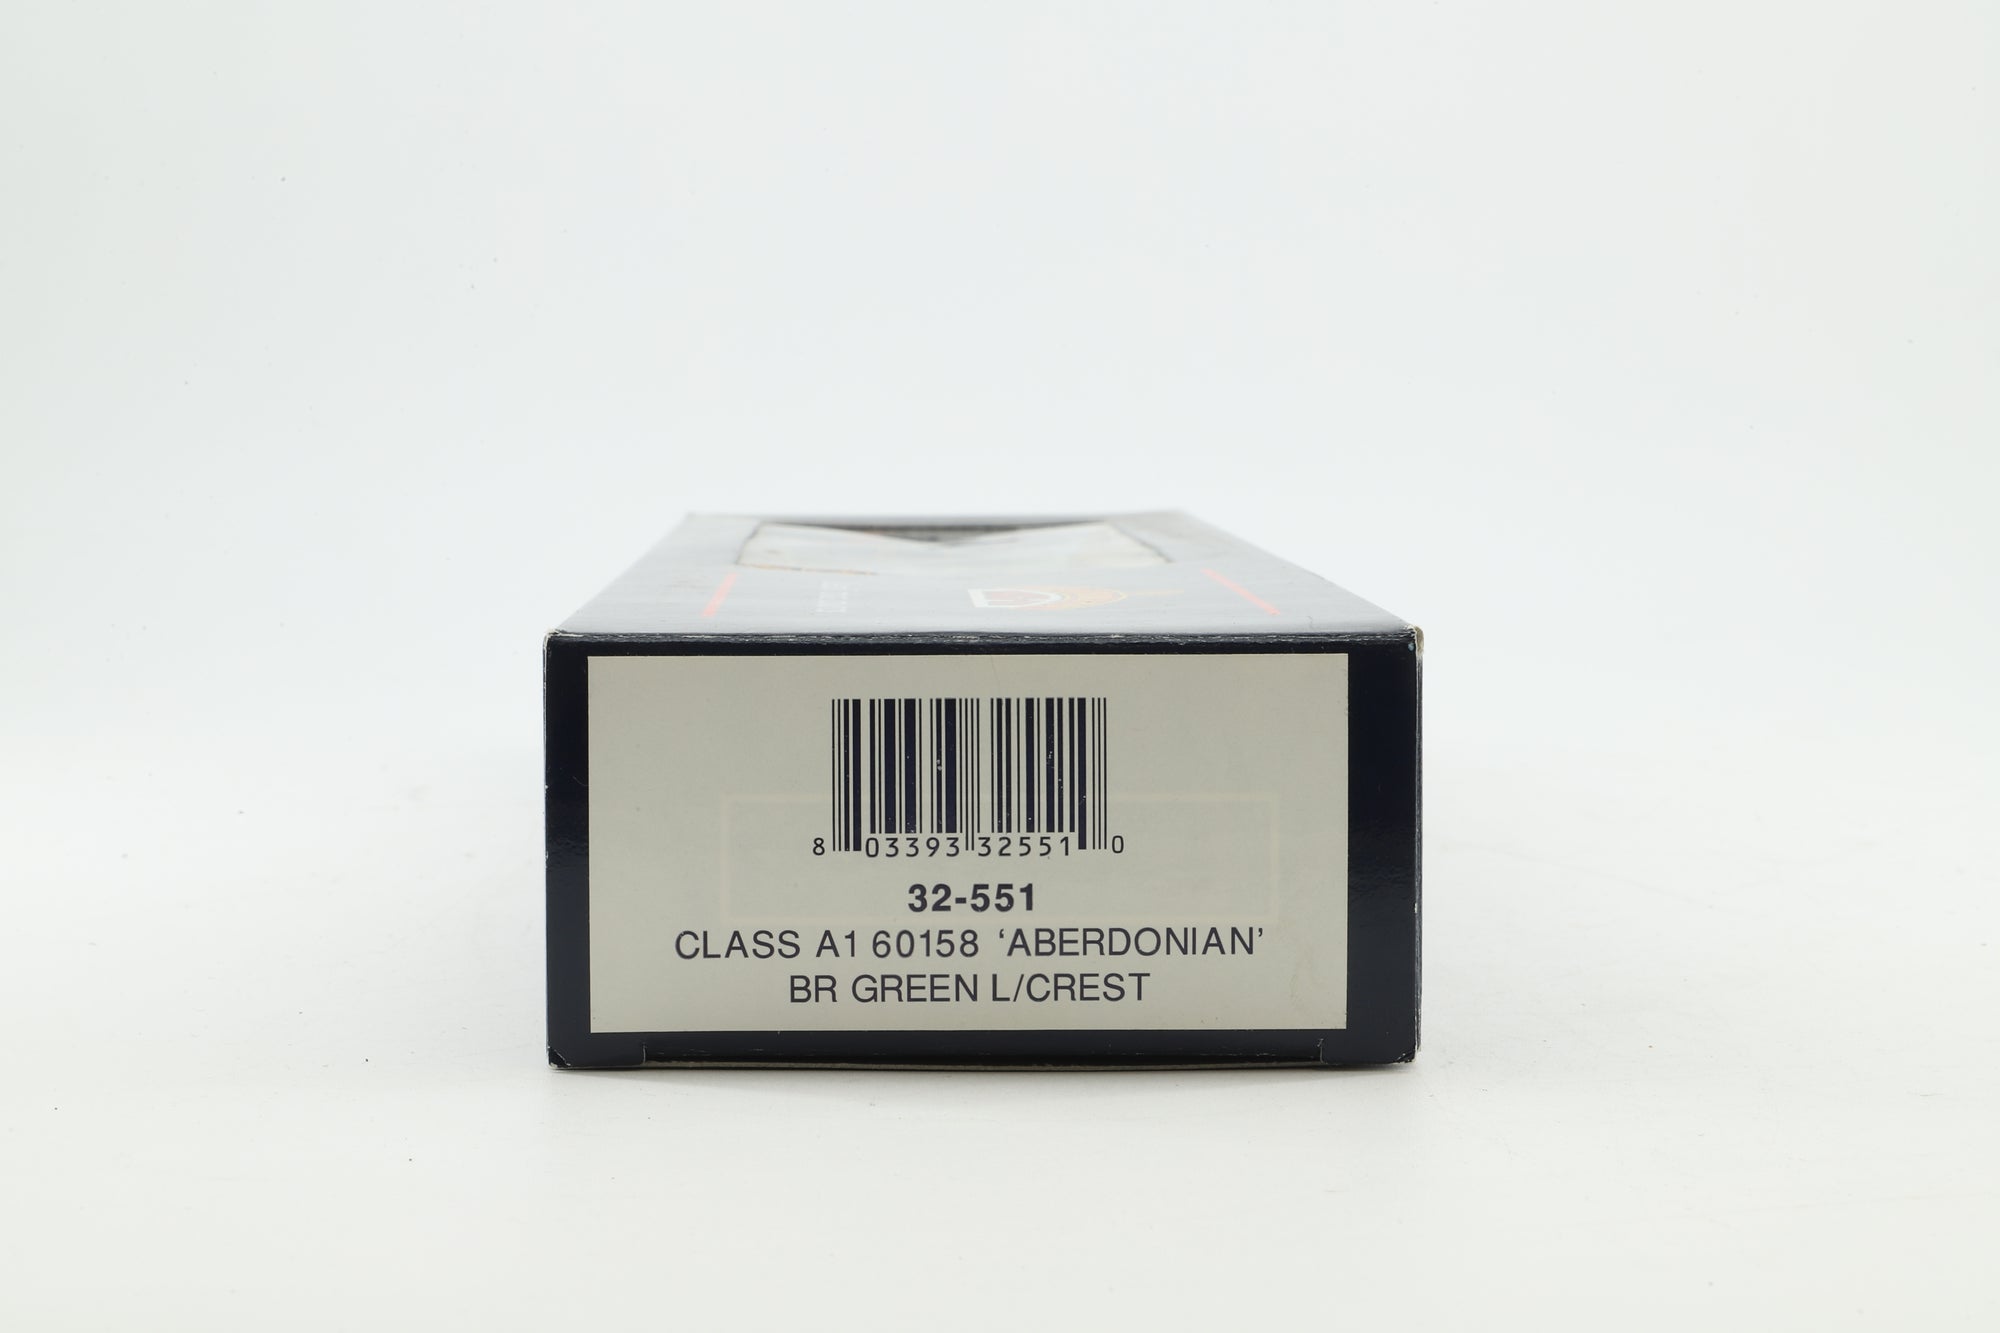 8 03393 32551 0
32-551
CLASS A1 60158 ‘ABERDONIAN’
BR GREEN L/CREST